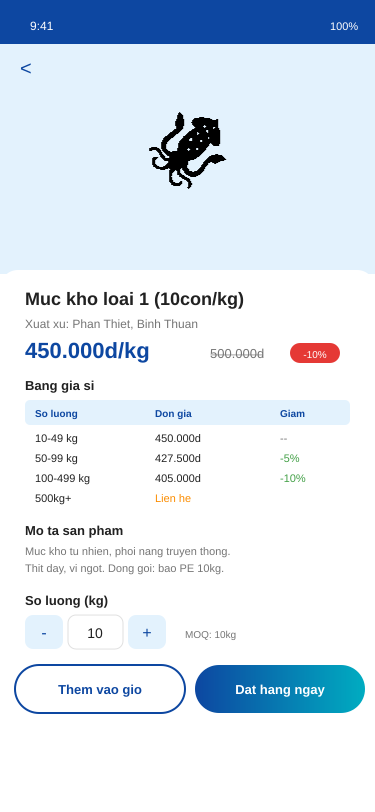 9:41 100%
<
Muc kho loai 1 (10con/kg)
Xuat xu: Phan Thiet, Binh Thuan
450.000d/kg 500.000d -10%
Bang gia si
So luong Don gia Giam
10-49 kg 450.000d --
50-99 kg 427.500d -5%
100-499 kg 405.000d -10%
500kg+ Lien he
Mo ta san pham
Muc kho tu nhien, phoi nang truyen thong.
Thit day, vi ngot. Dong goi: bao PE 10kg.
So luong (kg)
- 10 + MOQ: 10kg
Them vao gio Dat hang ngay